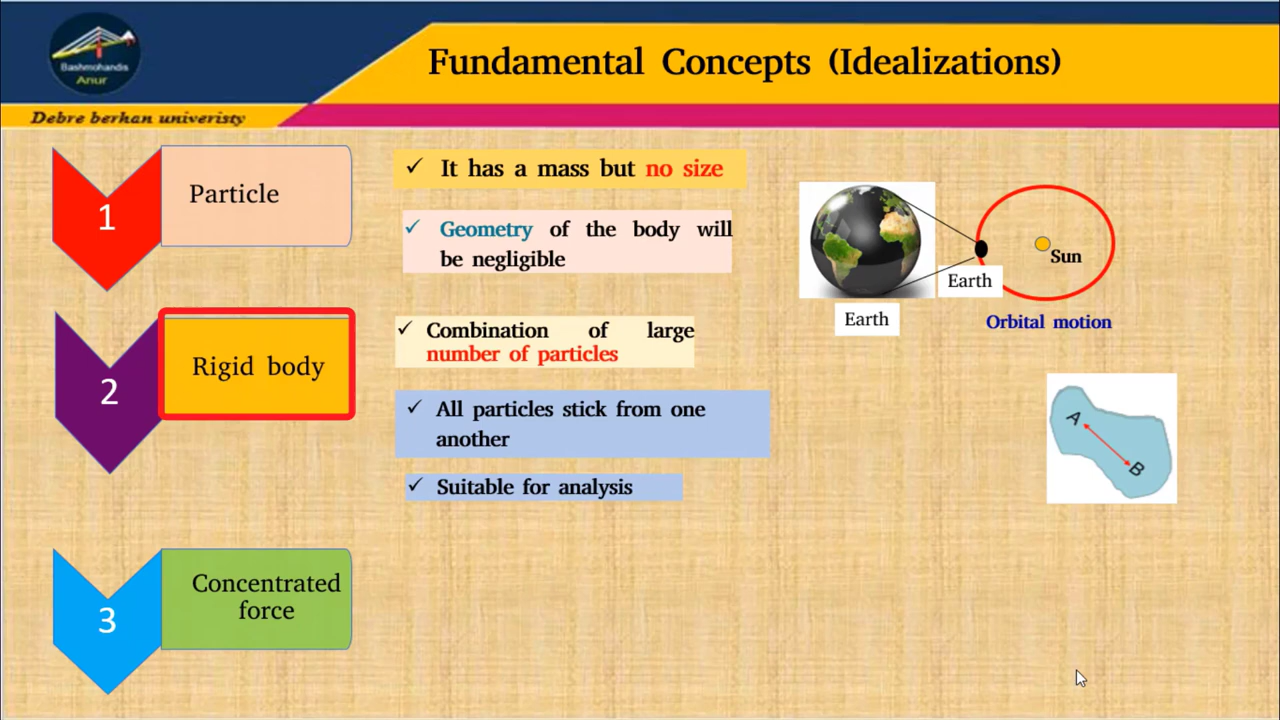 Bashmohandis
Anur
Debre berhan univeristy
Fundamental Concepts (Idealizations)
1
Particle
✓ It has a mass but no size
✓ Geometry of the body will
be negligible
Earth
Earth
Sun
Orbital motion
2
Rigid body
✓ Combination of large
number of particles
✓ All particles stick from one
another
✓ Suitable for analysis
A
B
3
Concentrated
force